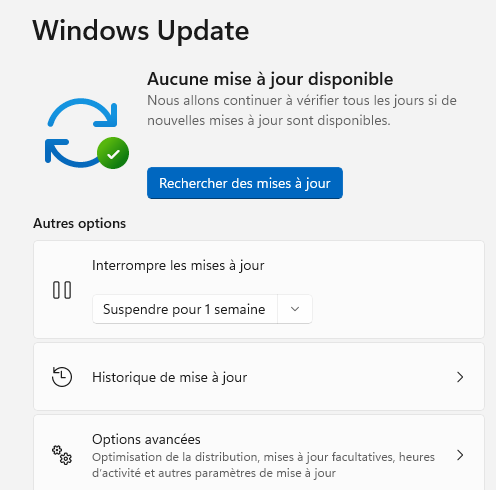 Windows Update
Aucune mise à jour disponible
Nous allons continuer à vérifier tous les jours si de
nouvelles mises à jour sont disponibles.
Rechercher des mises à jour
Autres options
Interrompre les mises à jour
Suspendre pour 1 semaine
Historique de mise à jour
Options avancées
Optimisation de la distribution, mises à jour facultatives, heures
d'activité et autres paramètres de mise à jour